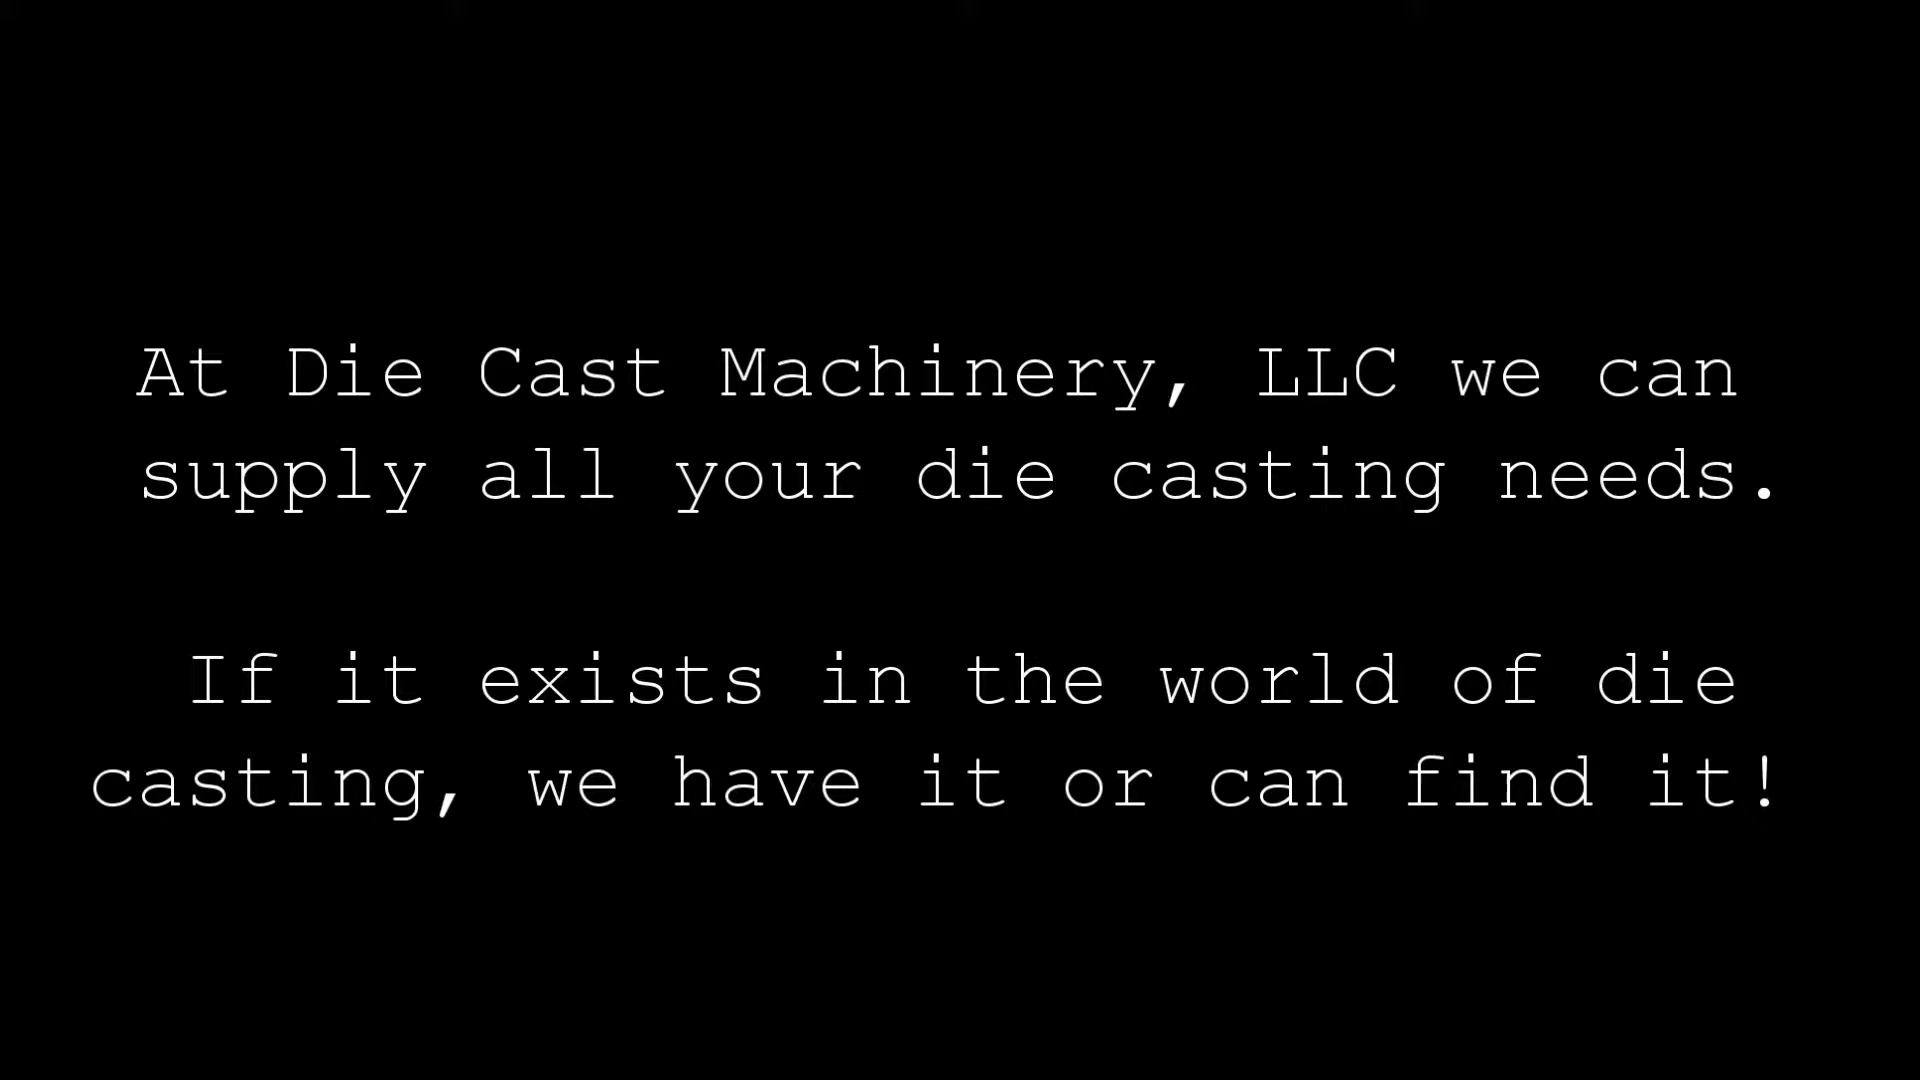 At Die Cast Machinery, LLC we can
supply all your die casting needs.
If it exists in the world of die
casting, we have it or can find it!